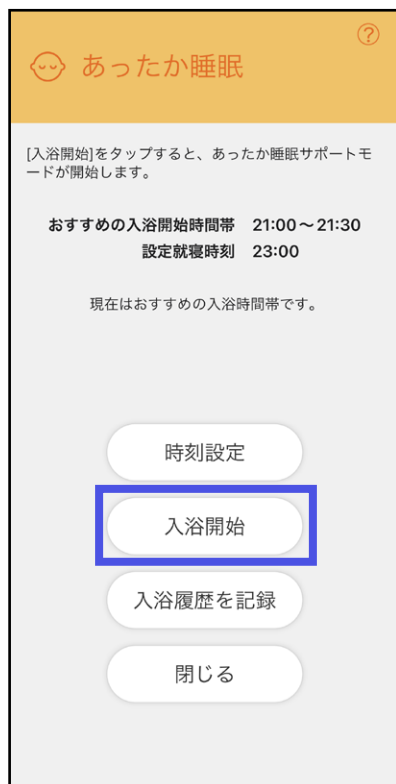 ?
あったか睡眠
[入浴開始]をタップすると、あったか睡眠サポートモ
ードが開始します。
おすすめの入浴開始時間帯 21:00～21:30
設定就寝時刻 23:00
現在はおすすめの入浴時間帯です。
時刻設定
入浴開始
入浴履歴を記録
閉じる